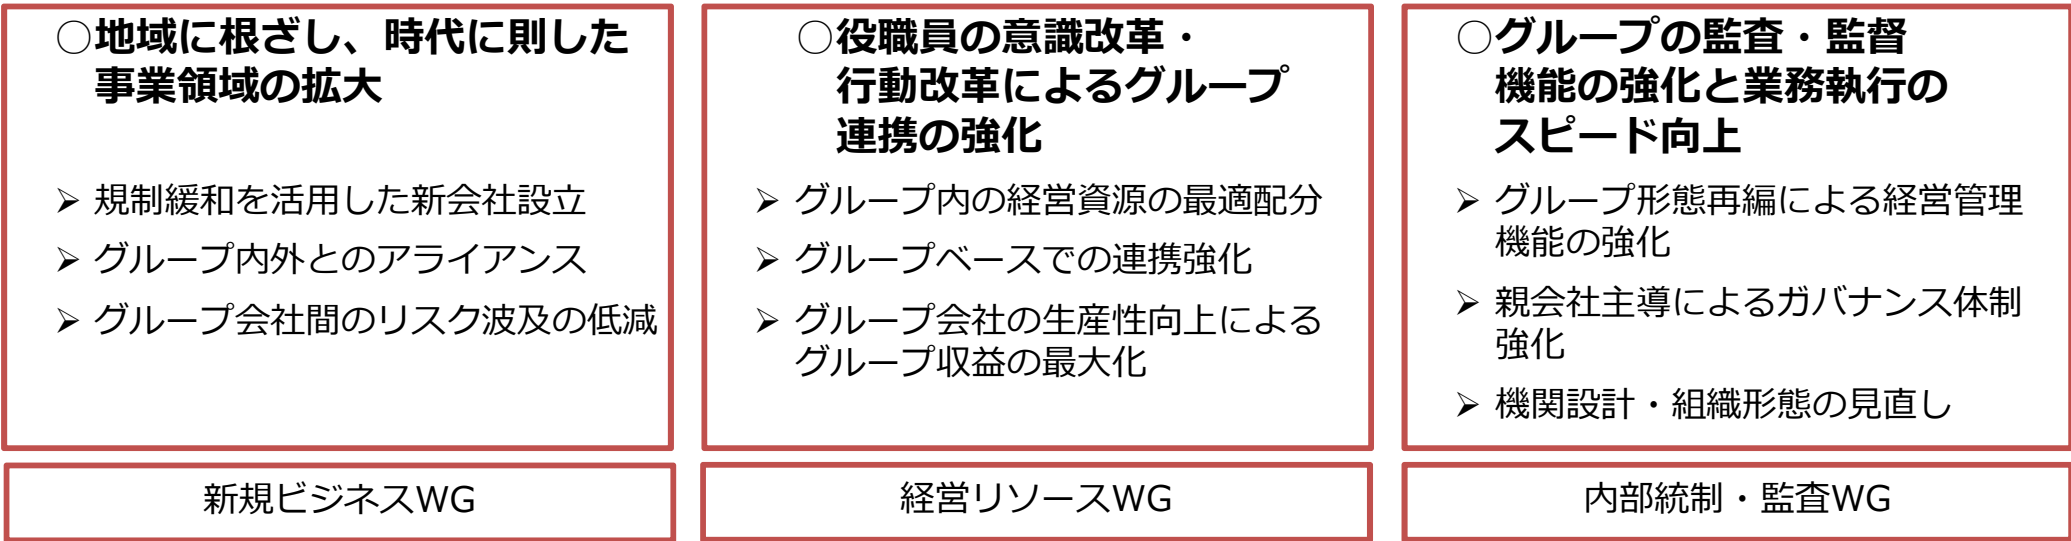 ○地域に根ざし、時代に則した
事業領域の拡大
➢ 規制緩和を活用した新会社設立
➢ グループ内外とのアライアンス
➢ グループ会社間のリスク波及の低減
新規ビジネスWG
○役職員の意識改革・
行動改革によるグループ
連携の強化
➢ グループ内の経営資源の最適配分
➢ グループベースでの連携強化
➢ グループ会社の生産性向上による
グループ収益の最大化
経営リソースWG
○グループの監査・監督
機能の強化と業務執行の
スピード向上
➢ グループ形態再編による経営管理
機能の強化
➢ 親会社主導によるガバナンス体制
強化
➢ 機関設計・組織形態の見直し
内部統制・監査WG